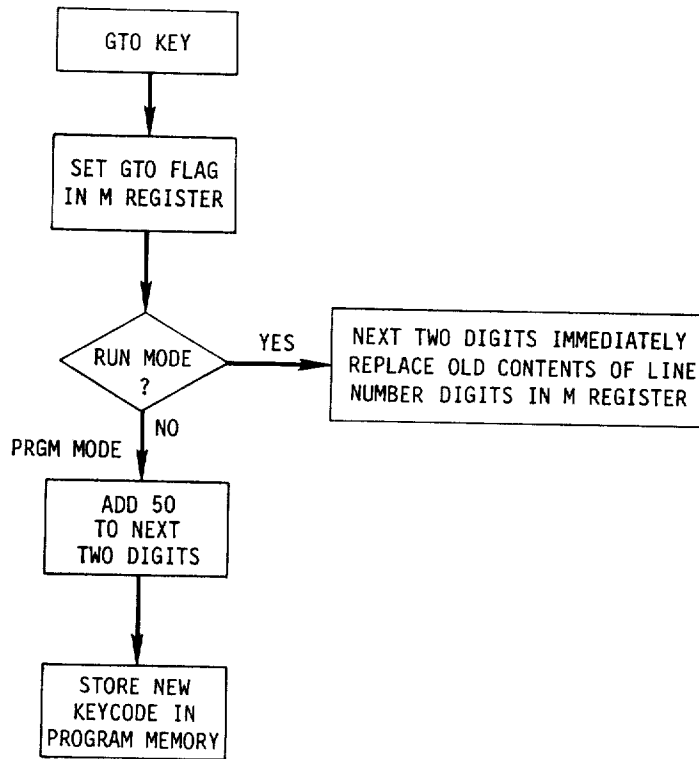 GTO KEY
SET GTO FLAG
IN M REGISTER
RUN MODE
?
YES
NEXT TWO DIGITS IMMEDIATELY
REPLACE OLD CONTENTS OF LINE
NUMBER DIGITS IN M REGISTER
NO
PRGM MODE
ADD 50
TO NEXT
TWO DIGITS
STORE NEW
KEYCODE IN
PROGRAM MEMORY